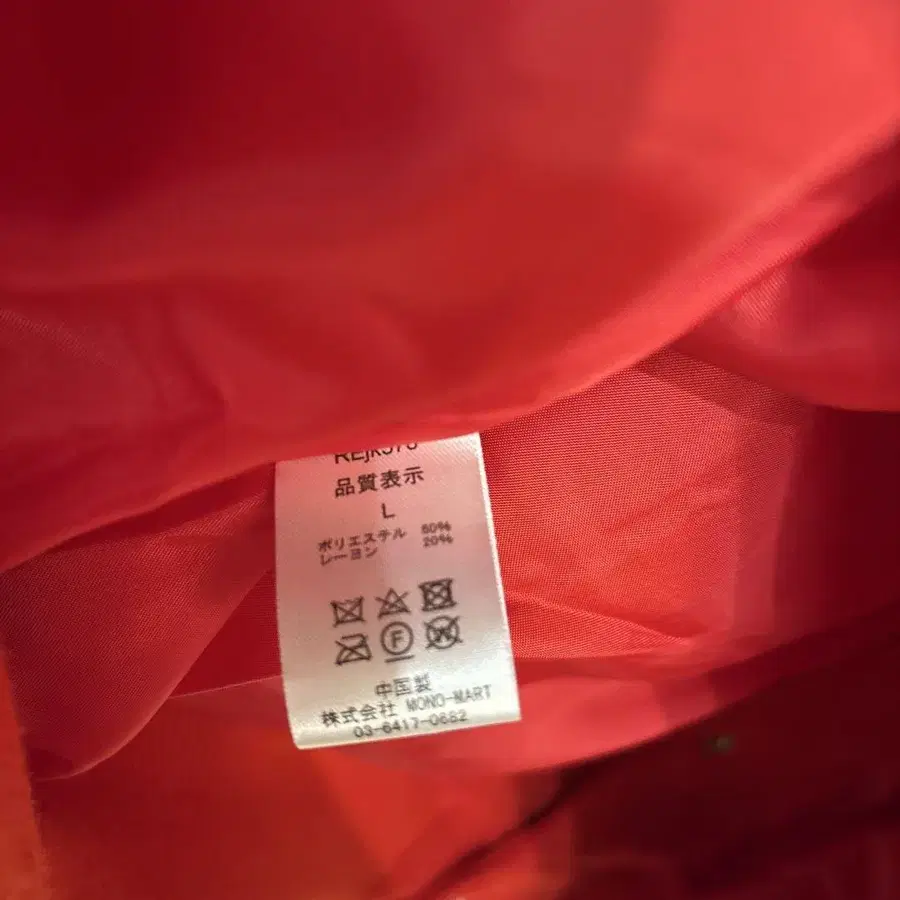 品質表示
L
ポリエステル 80%
レーヨン 20%
F
中国製
株式会社 MONO-MART
03-6417-0682